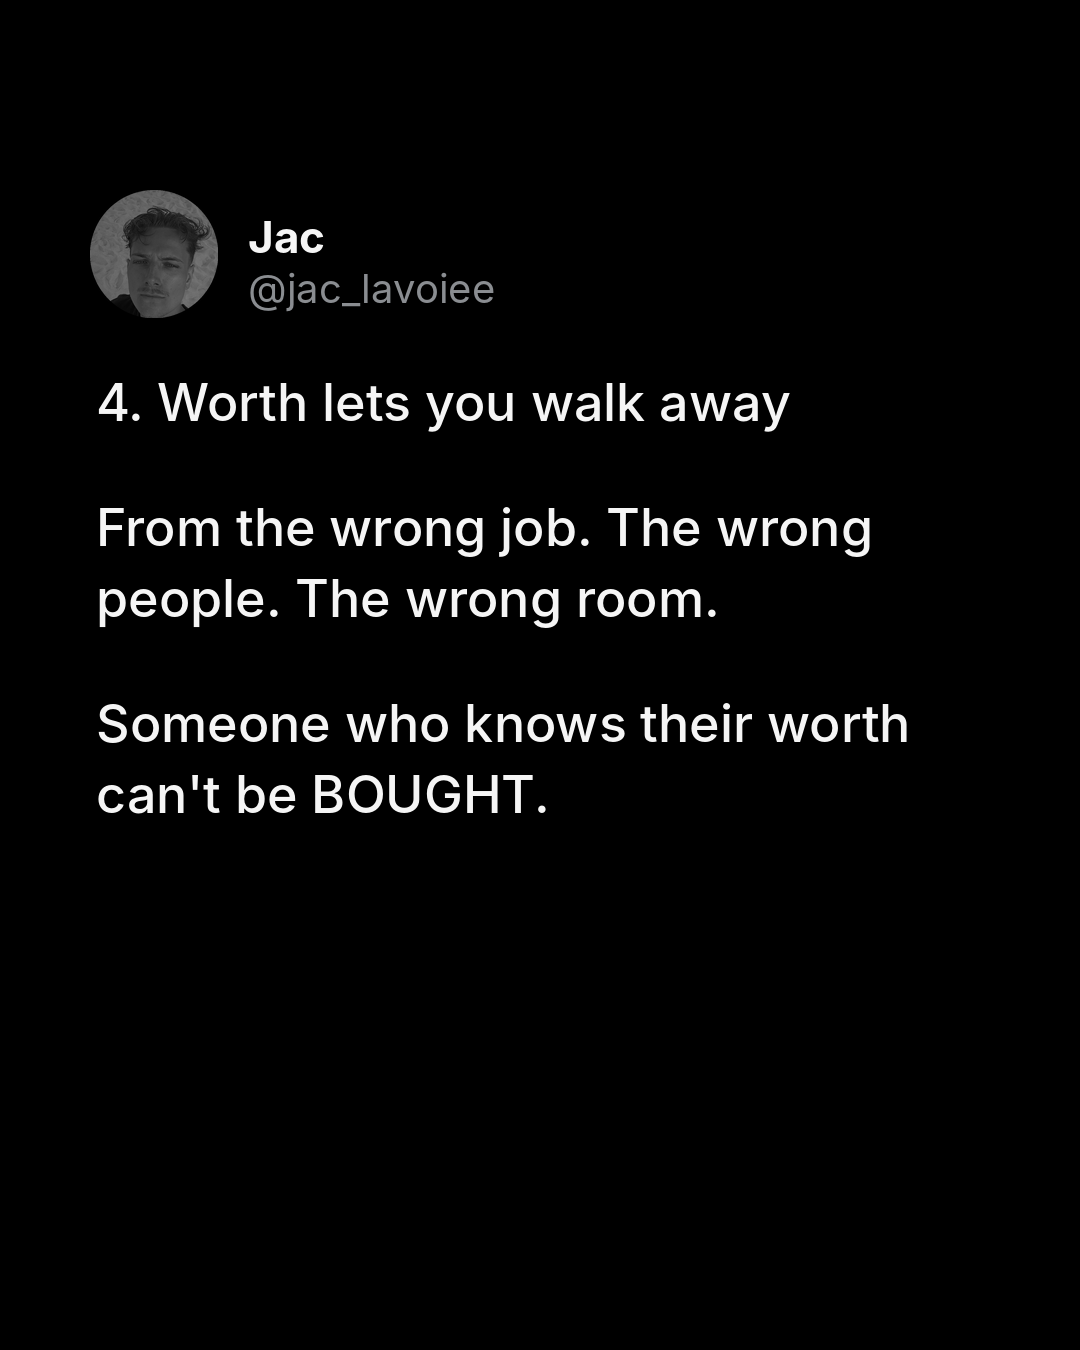 Jac
@jac_lavoiee
4. Worth lets you walk away
From the wrong job. The wrong
people. The wrong room.
Someone who knows their worth
can't be BOUGHT.